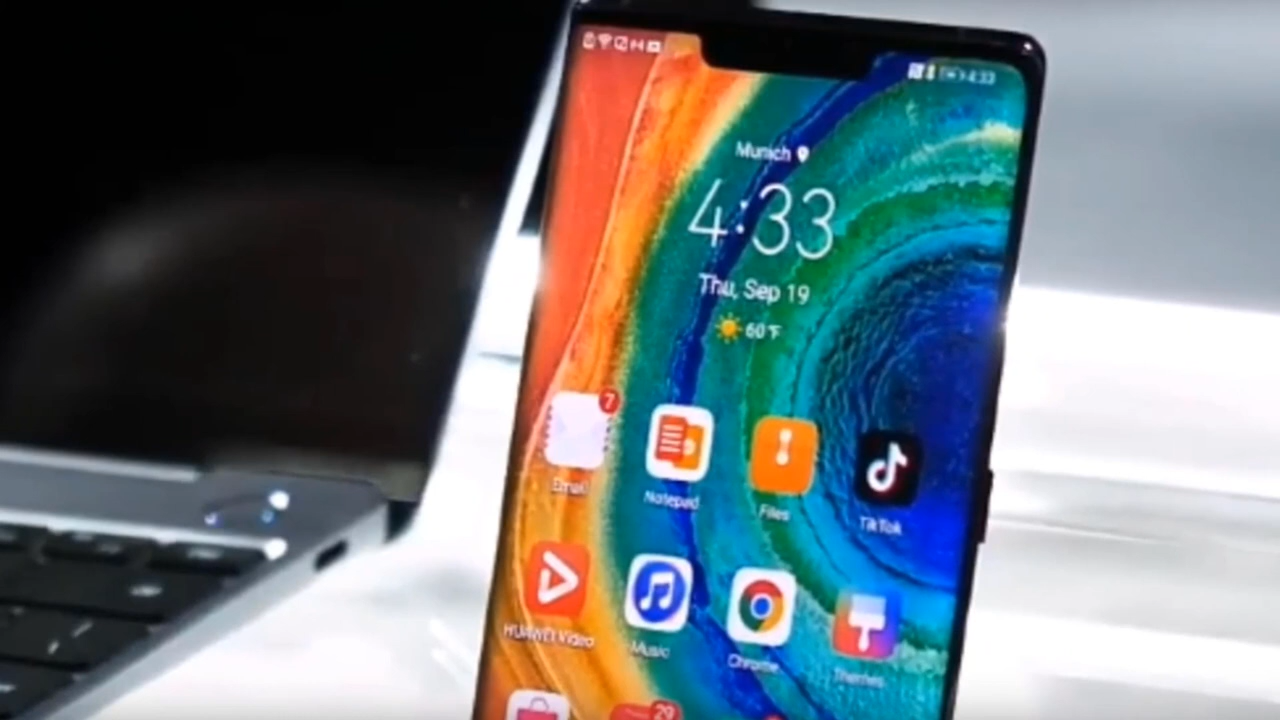 4:33
Munich
4:33
Thu, Sep 19
60°F
7
Email
Notepad
Files
TikTok
HUAWEI Video
Music
Chrome
Themes
29